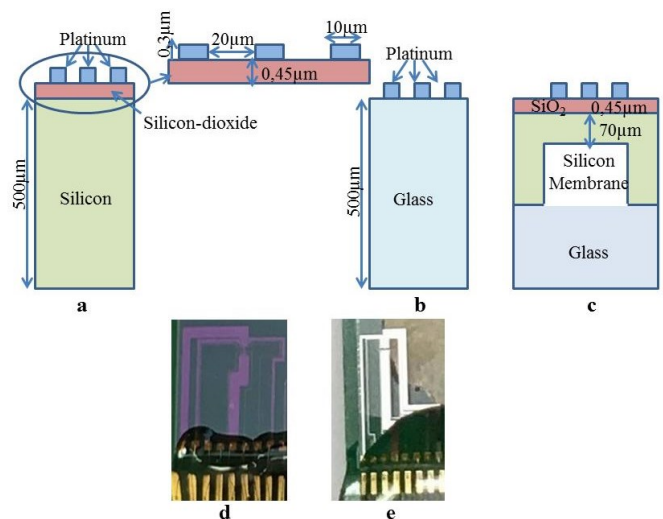 Platinum
0,3µm
20µm
10µm
0,45µm
Silicon-dioxide
500µm
Silicon
a
Platinum
500µm
Glass
b
SiO2
0,45µm
70µm
Silicon
Membrane
Glass
c
d
e